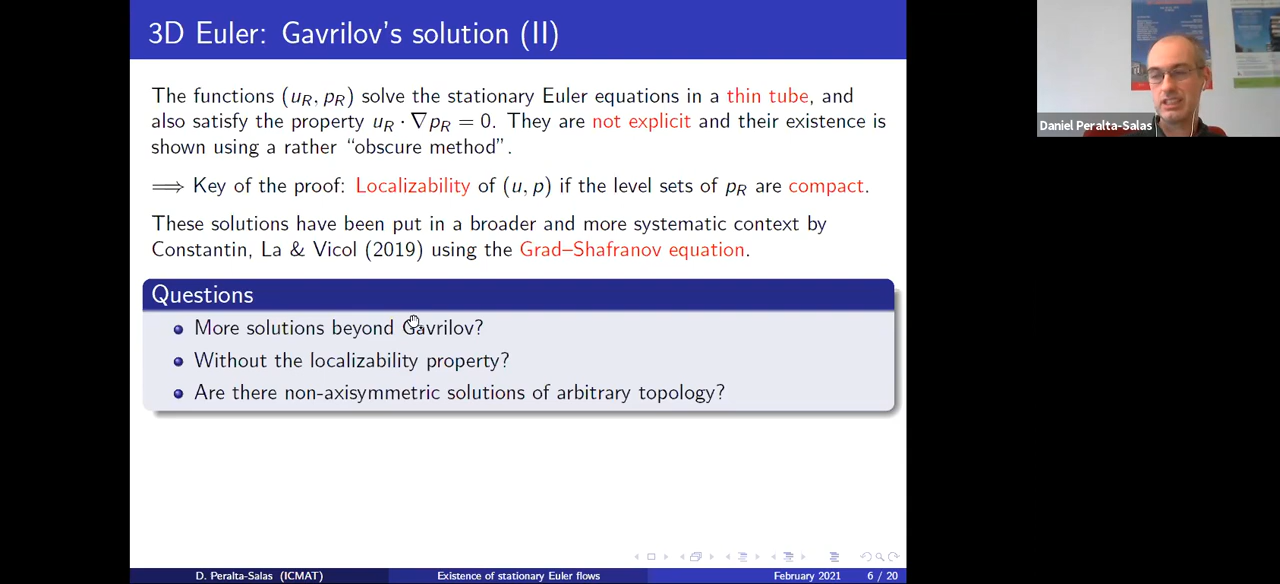 3D Euler: Gavrilov's solution (II)
The functions (u_R, p_R) solve the stationary Euler equations in a thin tube, and
also satisfy the property u_R · ∇p_R = 0. They are not explicit and their existence is
shown using a rather "obscure method".
⟹ Key of the proof: Localizability of (u, p) if the level sets of p_R are compact.
These solutions have been put in a broader and more systematic context by
Constantin, La & Vicol (2019) using the Grad–Shafranov equation.
Questions
More solutions beyond Gavrilov?
Without the localizability property?
Are there non-axisymmetric solutions of arbitrary topology?
D. Peralta-Salas (ICMAT) Existence of stationary Euler flows February 2021 6 / 20
Daniel Peralta-Salas